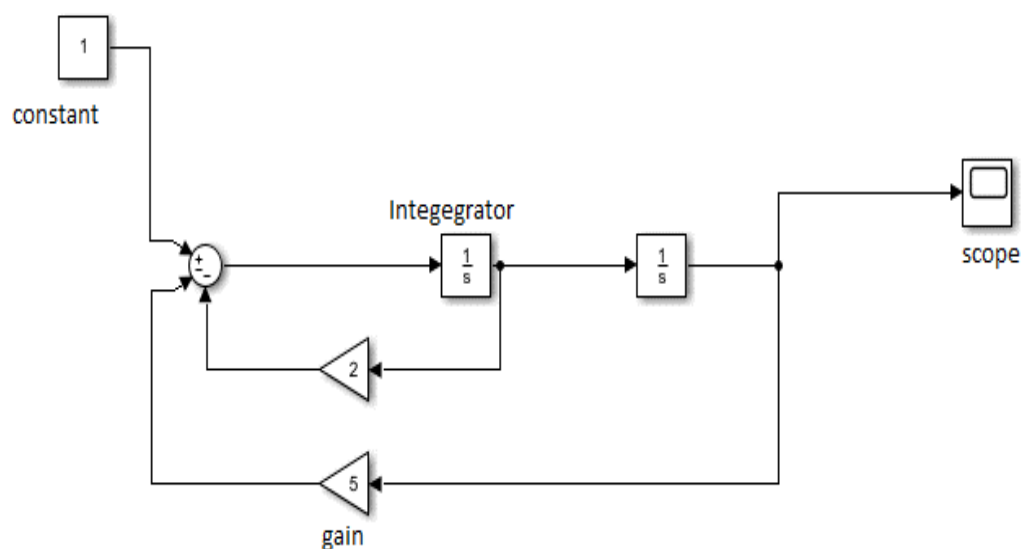 1
constant
Integegrator
+
−
−
1
s
1
s
scope
2
5
gain